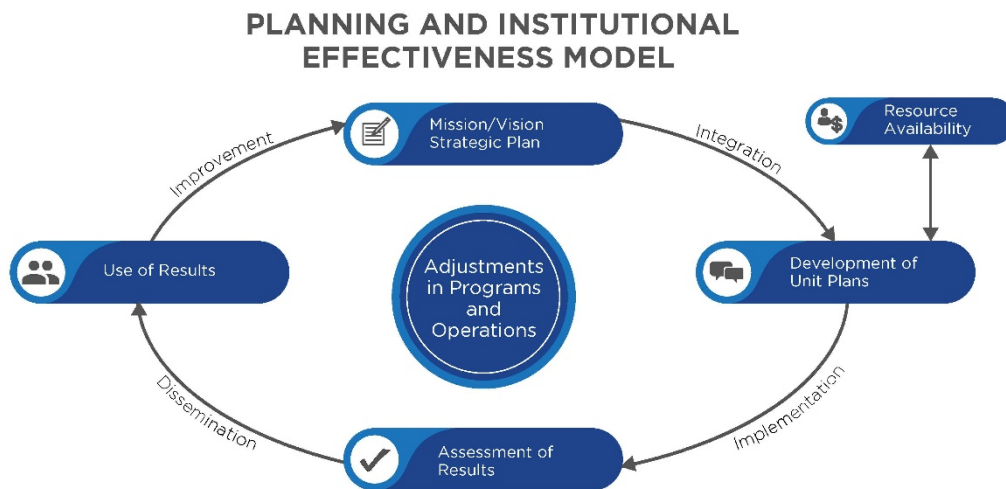 PLANNING AND INSTITUTIONAL
EFFECTIVENESS MODEL
Mission/Vision
Strategic Plan
Integration
Resource
Availability
Development of
Unit Plans
Implementation
Assessment of
Results
Dissemination
Use of Results
Improvement
Adjustments
in Programs
and
Operations